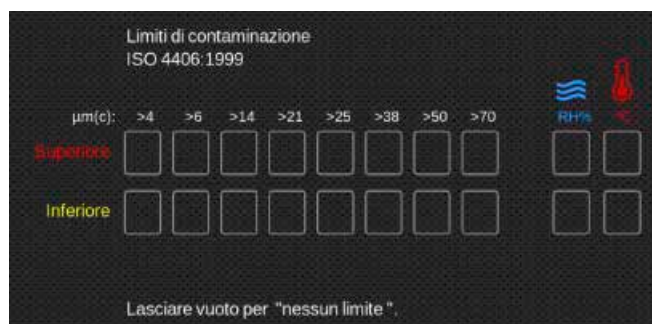 Limiti di contaminazione
ISO 4406:1999
µm(c): >4 >6 >14 >21 >25 >38 >50 >70 RH% °C
Superiore
Inferiore
Lasciare vuoto per "nessun limite ".